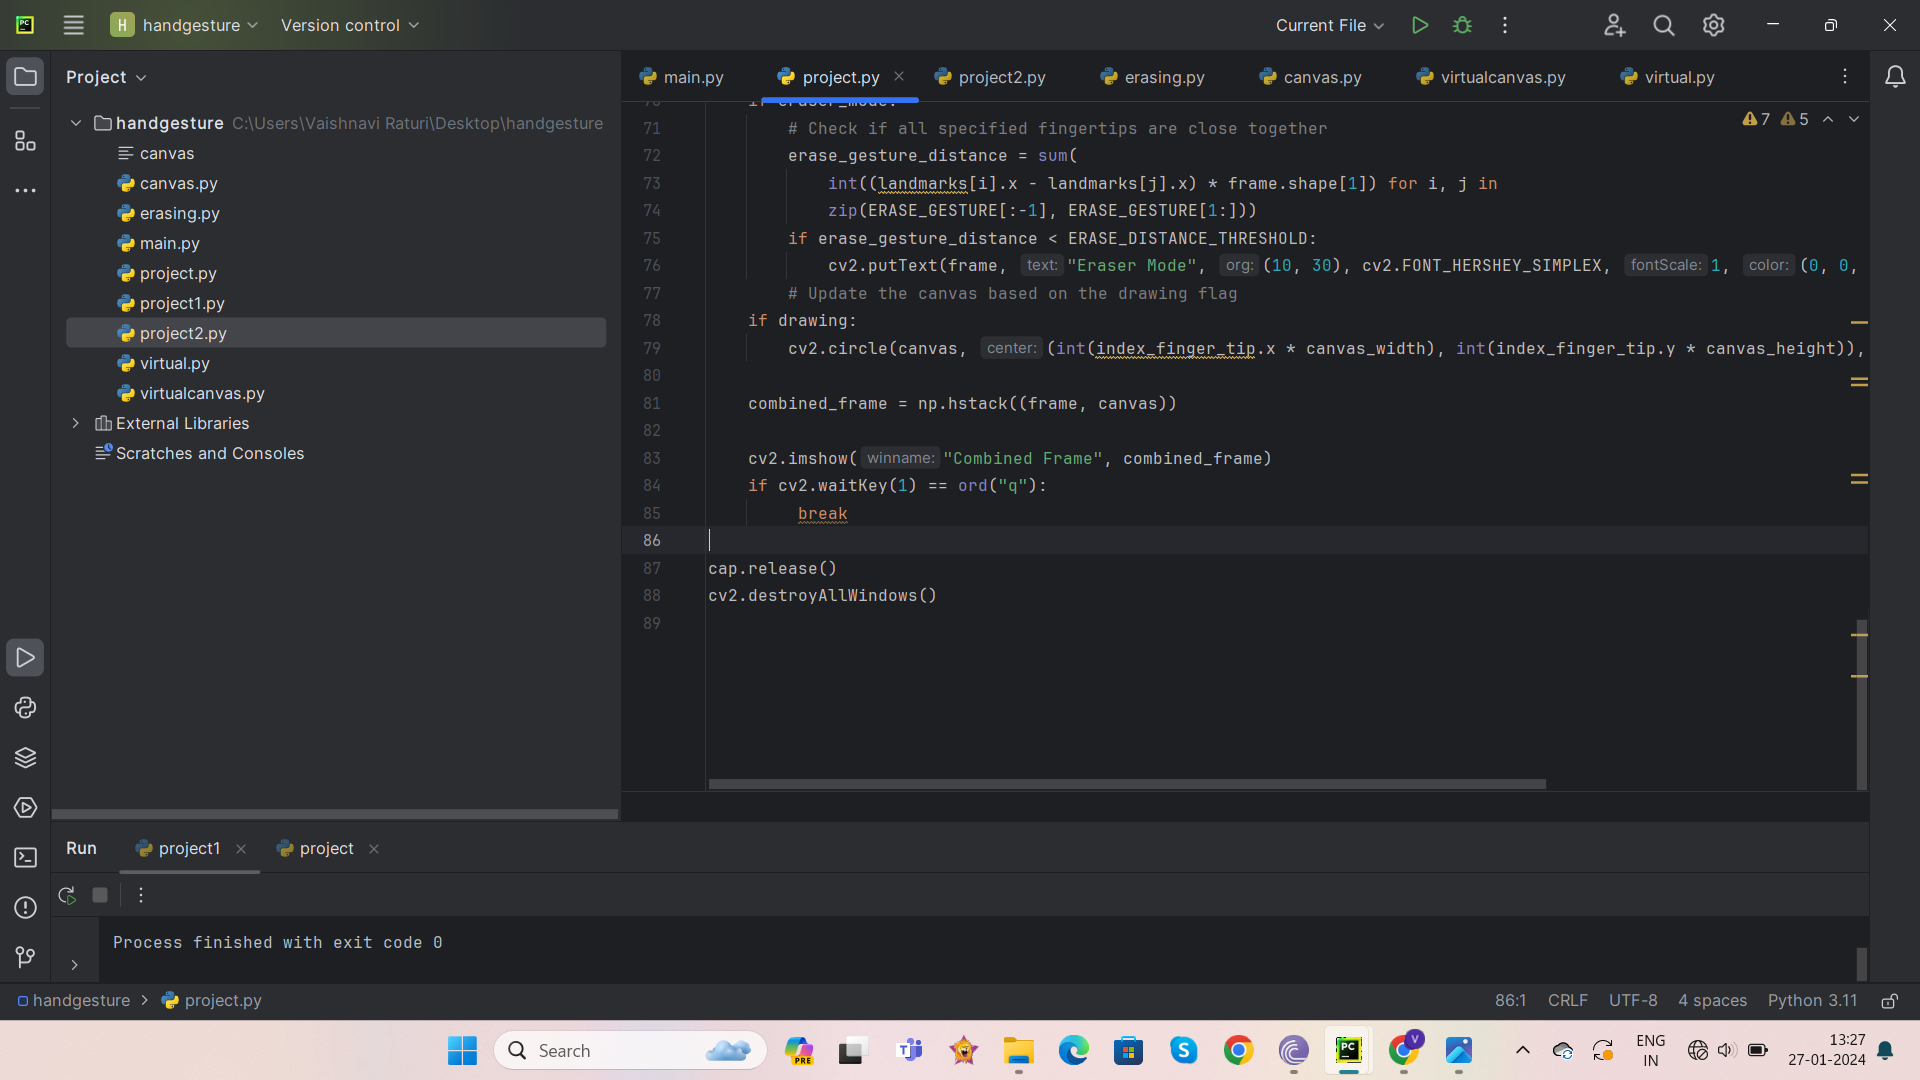 PC
H handgesture Version control Current File
Project
main.py project.py project2.py erasing.py canvas.py virtualcanvas.py virtual.py
handgesture C:\Users\Vaishnavi Raturi\Desktop\handgesture
canvas
canvas.py
erasing.py
main.py
project.py
project1.py
project2.py
virtual.py
virtualcanvas.py
External Libraries
Scratches and Consoles
7 5
71 # Check if all specified fingertips are close together
72 erase_gesture_distance = sum(
73 int((landmarks[i].x - landmarks[j].x) * frame.shape[1]) for i, j in
74 zip(ERASE_GESTURE[:-1], ERASE_GESTURE[1:]))
75 if erase_gesture_distance < ERASE_DISTANCE_THRESHOLD:
76 cv2.putText(frame, text: "Eraser Mode", org: (10, 30), cv2.FONT_HERSHEY_SIMPLEX, fontScale: 1, color: (0, 0,
77 # Update the canvas based on the drawing flag
78 if drawing:
79 cv2.circle(canvas, center: (int(index_finger_tip.x * canvas_width), int(index_finger_tip.y * canvas_height)),
80
81 combined_frame = np.hstack((frame, canvas))
82
83 cv2.imshow( winname: "Combined Frame", combined_frame)
84 if cv2.waitKey(1) == ord("q"):
85 break
86
87 cap.release()
88 cv2.destroyAllWindows()
89
Run project1 project
Process finished with exit code 0
handgesture > project.py 86:1 CRLF UTF-8 4 spaces Python 3.11
Search PRE PC V ENG 13:27
IN 27-01-2024